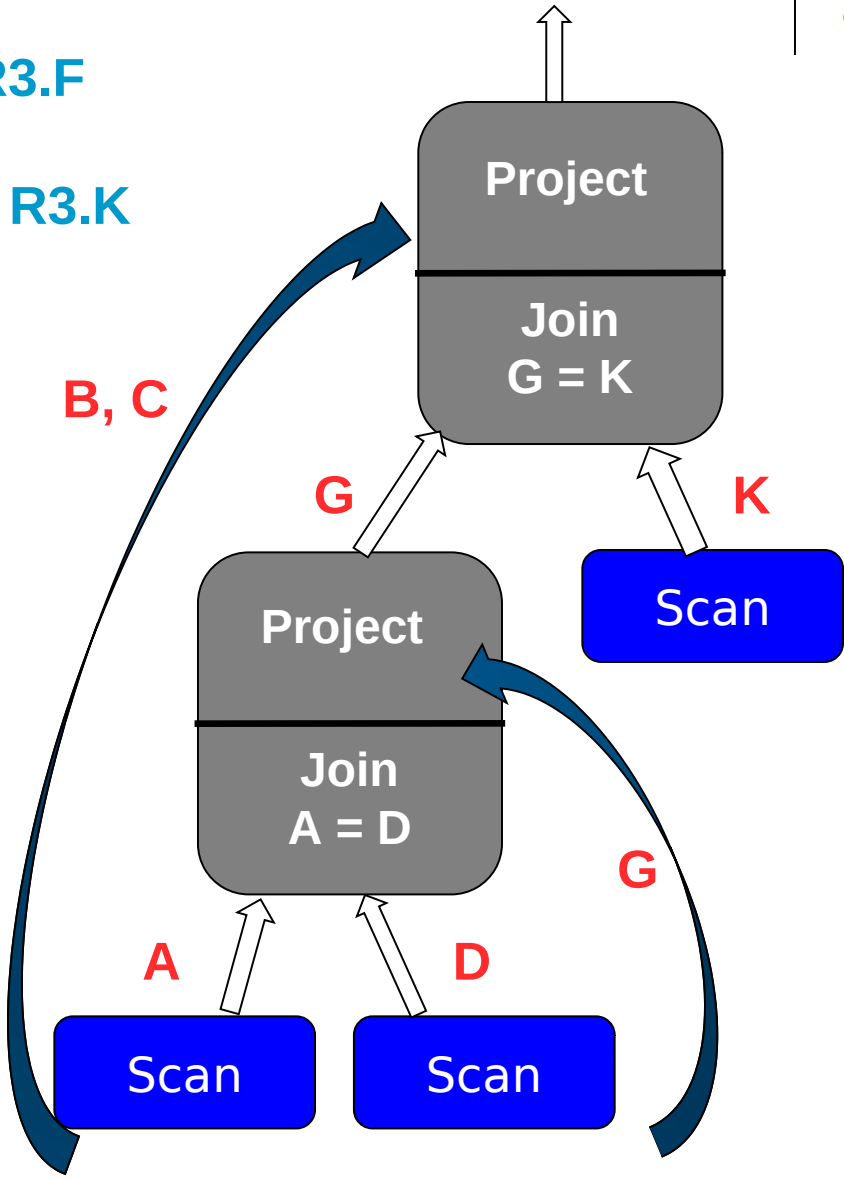 R3.F
R3.K
Project
Join
G = K
B, C
G
K
Scan
Project
Join
A = D
G
A
D
Scan
Scan